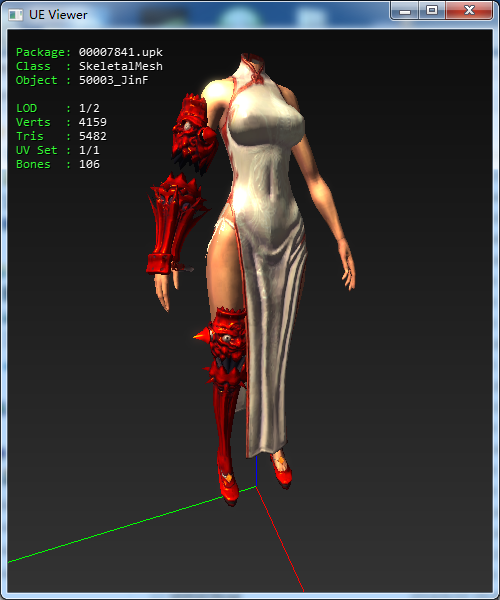 UE Viewer
Package: 00007841.upk
Class  : SkeletalMesh
Object : 50003_JinF
LOD    : 1/2
Verts  : 4159
Tris   : 5482
UV Set : 1/1
Bones  : 106